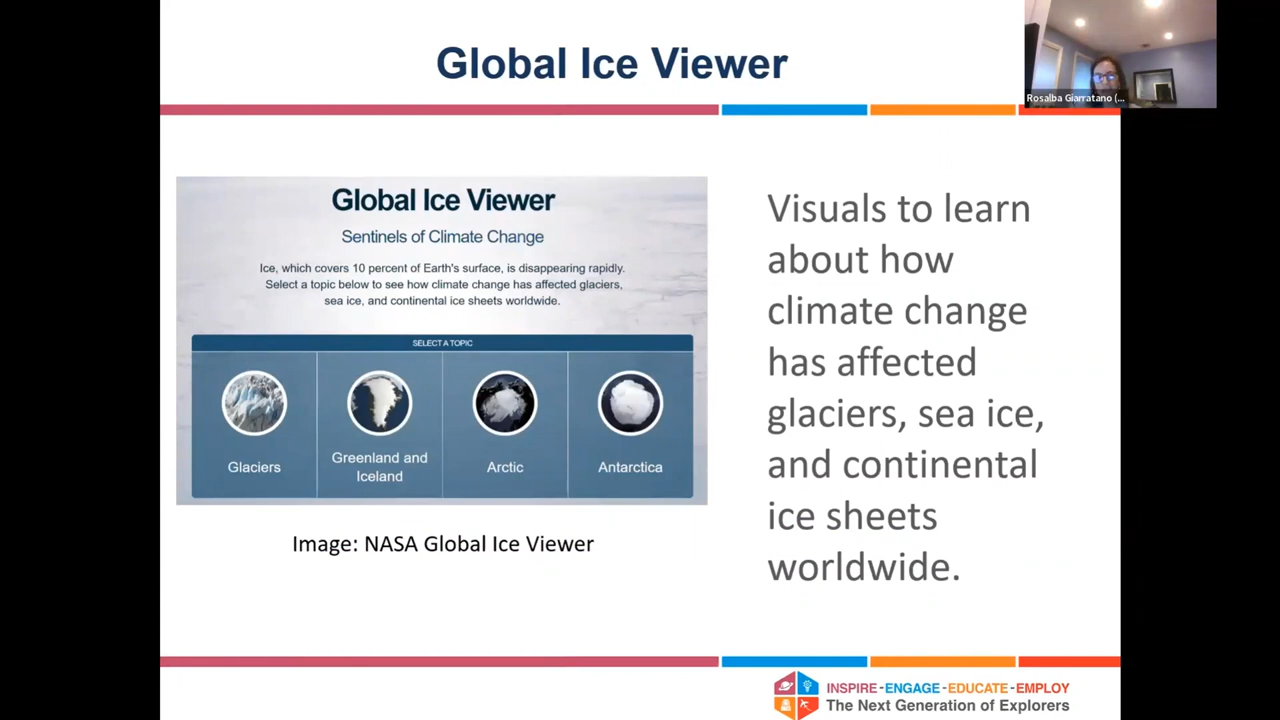 Global Ice Viewer
Rosalba Giarratano (...
Global Ice Viewer
Sentinels of Climate Change
Ice, which covers 10 percent of Earth's surface, is disappearing rapidly.
Select a topic below to see how climate change has affected glaciers,
sea ice, and continental ice sheets worldwide.
SELECT A TOPIC
Glaciers
Greenland and
Iceland
Arctic
Antarctica
Image: NASA Global Ice Viewer
Visuals to learn
about how
climate change
has affected
glaciers, sea ice,
and continental
ice sheets
worldwide.
INSPIRE - ENGAGE - EDUCATE - EMPLOY
The Next Generation of Explorers